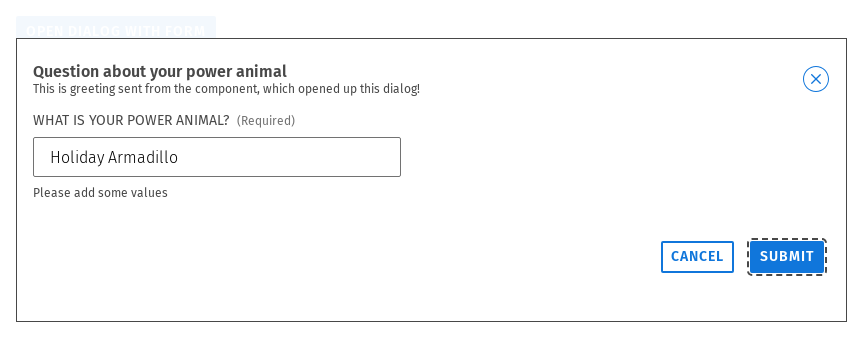 OPEN DIALOG WITH FORM
Question about your power animal
This is greeting sent from the component, which opened up this dialog!
WHAT IS YOUR POWER ANIMAL? (Required)
Holiday Armadillo
Please add some values
CANCEL SUBMIT